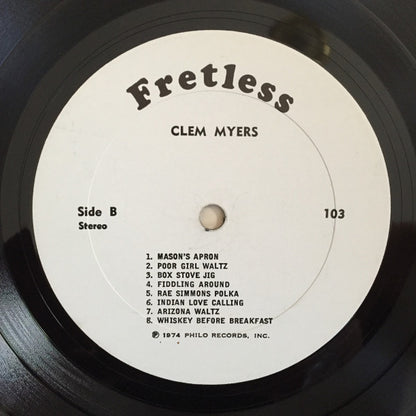 Fretless
CLEM MYERS
Side B
103
Stereo
1. MASON'S APRON
2. POOR GIRL WALTZ
3. BOX STOVE JIG
4. FIDDLING AROUND
5. RAE SIMMONS POLKA
6. INDIAN LOVE CALLING
7. ARIZONA WALTZ
8. WHISKEY BEFORE BREAKFAST
℗ 1974 PHILO RECORDS, INC.